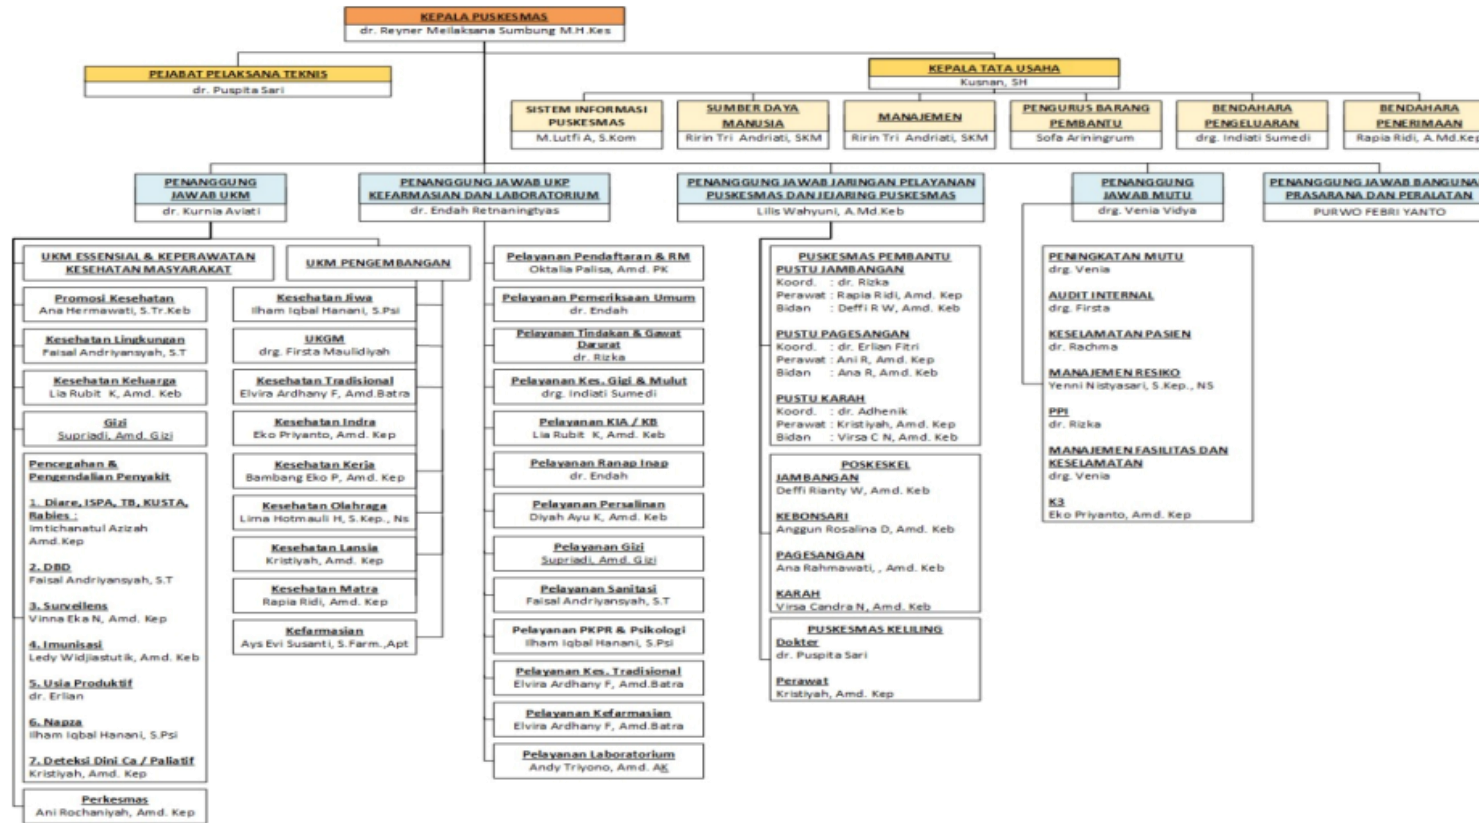 KEPALA PUSKESMAS
dr. Reyner Meilaksana Sumbung M.H.Kes
PEJABAT PELAKSANA TEKNIS
dr. Puspita Sari
KEPALA TATA USAHA
Kusnan, SH
SISTEM INFORMASI
PUSKESMAS
M.Lutfi A, S.Kom
SUMBER DAYA
MANUSIA
Ririn Tri Andriati, SKM
MANAJEMEN
Ririn Tri Andriati, SKM
PENGURUS BARANG
PEMBANTU
Sofa Ariningrum
BENDAHARA
PENGELUARAN
drg. Indiati Sumedi
BENDAHARA
PENERIMAAN
Rapia Ridi, A.Md.Kep
PENANGGUNG
JAWAB UKM
dr. Kurnia Aviati
PENANGGUNG JAWAB UKP
KEFARMASIAN DAN LABORATORIUM
dr. Endah Retnaningtyas
PENANGGUNG JAWAB JARINGAN PELAYANAN
PUSKESMAS DAN JEJARING PUSKESMAS
Lilis Wahyuni, A.Md.Keb
PENANGGUNG
JAWAB MUTU
drg. Venia Vidya
PENANGGUNG JAWAB BANGUNA
PRASARANA DAN PERALATAN
PURWO FEBRI YANTO
UKM ESSENSIAL & KEPERAWATAN
KESEHATAN MASYARAKAT
Promosi Kesehatan
Ana Hermawati, S.Tr.Keb
Kesehatan Lingkungan
Faisal Andriyansyah, S.T
Kesehatan Keluarga
Lia Rubit K, Amd. Keb
Gizi
Supriadi, Amd. Gizi
Pencegahan &
Pengendalian Penyakit
1. Diare, ISPA, TB, KUSTA,
Rabies :
Imtichanatul Azizah
Amd.Kep
2. DBD
Faisal Andriyansyah, S.T
3. Surveilens
Vinna Eka N, Amd. Kep
4. Imunisasi
Ledy Widjiastutik, Amd. Keb
5. Usia Produktif
dr. Erlian
6. Napza
Ilham Iqbal Hanani, S.Psi
7. Deteksi Dini Ca / Paliatif
Kristiyah, Amd. Kep
Perkesmas
Ani Rochaniyah, Amd. Kep
UKM PENGEMBANGAN
Kesehatan Jiwa
Ilham Iqbal Hanani, S.Psi
UKGM
drg. Firsta Maulidiyah
Kesehatan Tradisional
Elvira Ardhany F, Amd.Batra
Kesehatan Indra
Eko Priyanto, Amd. Kep
Kesehatan Kerja
Bambang Eko P, Amd. Kep
Kesehatan Olahraga
Lima Hotmauli H, S.Kep., Ns
Kesehatan Lansia
Kristiyah, Amd. Kep
Kesehatan Matra
Rapia Ridi, Amd. Kep
Kefarmasian
Ays Evi Susanti, S.Farm.,Apt
Pelayanan Pendaftaran & RM
Oktalia Palisa, Amd. PK
Pelayanan Pemeriksaan Umum
dr. Endah
Pelayanan Tindakan & Gawat
Darurat
dr. Rizka
Pelayanan Kes. Gigi & Mulut
drg. Indiati Sumedi
Pelayanan KIA / KB
Lia Rubit K, Amd. Keb
Pelayanan Ranap Inap
dr. Endah
Pelayanan Persalinan
Diyah Ayu K, Amd. Keb
Pelayanan Gizi
Supriadi, Amd. Gizi
Pelayanan Sanitasi
Faisal Andriyansyah, S.T
Pelayanan PKPR & Psikologi
Ilham Iqbal Hanani, S.Psi
Pelayanan Kes. Tradisional
Elvira Ardhany F, Amd.Batra
Pelayanan Kefarmasian
Elvira Ardhany F, Amd.Batra
Pelayanan Laboratorium
Andy Triyono, Amd. AK
PUSKESMAS PEMBANTU
PUSTU JAMBANGAN
Koord. : dr. Rizka
Perawat : Rapia Ridi, Amd. Kep
Bidan : Deffi R W, Amd. Keb
PUSTU PAGESANGAN
Koord. : dr. Erlian Fitri
Perawat : Ani R, Amd. Kep
Bidan : Ana R, Amd. Keb
PUSTU KARAH
Koord. : dr. Adhenik
Perawat : Kristiyah, Amd. Kep
Bidan : Virsa C N, Amd. Keb
POSKESKEL
JAMBANGAN
Deffi Rianty W, Amd. Keb
KEBONSARI
Anggun Rosalina D, Amd. Keb
PAGESANGAN
Ana Rahmawati, , Amd. Keb
KARAH
Virsa Candra N, Amd. Keb
PUSKESMAS KELILING
Dokter
dr. Puspita Sari
Perawat
Kristiyah, Amd. Kep
PENINGKATAN MUTU
drg. Venia
AUDIT INTERNAL
drg. Firsta
KESELAMATAN PASIEN
dr. Rachma
MANAJEMEN RESIKO
Yenni Nistyasari, S.Kep., NS
PPI
dr. Rizka
MANAJEMEN FASILITAS DAN
KESELAMATAN
drg. Venia
K3
Eko Priyanto, Amd. Kep